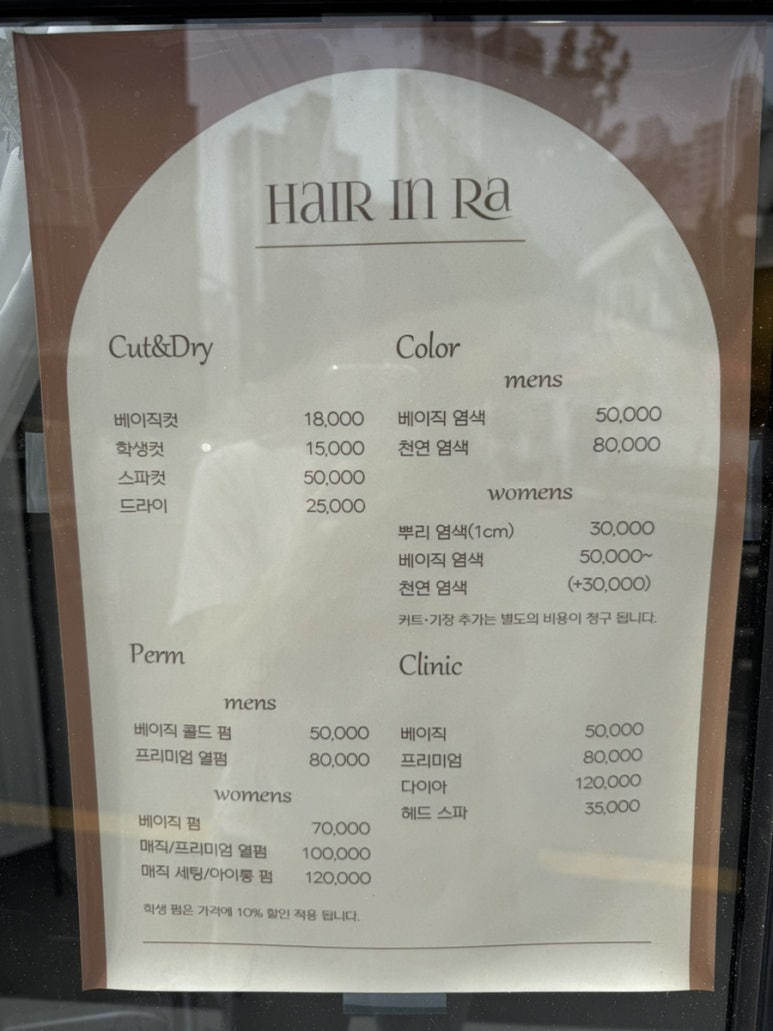 HAIR IN Ra
Cut&Dry
베이직컷 18,000
학생컷 15,000
스파컷 50,000
드라이 25,000
Color
mens
베이직 염색 50,000
천연 염색 80,000
womens
뿌리 염색(1cm) 30,000
베이직 염색 50,000~
천연 염색 (+30,000)
커트·기장 추가는 별도의 비용이 청구 됩니다.
Perm
mens
베이직 콜드 펌 50,000
프리미엄 열펌 80,000
womens
베이직 펌 70,000
매직/프리미엄 열펌 100,000
매직 세팅/아이롱 펌 120,000
학생 펌은 가격에 10% 할인 적용 됩니다.
Clinic
베이직 50,000
프리미엄 80,000
다이아 120,000
헤드 스파 35,000